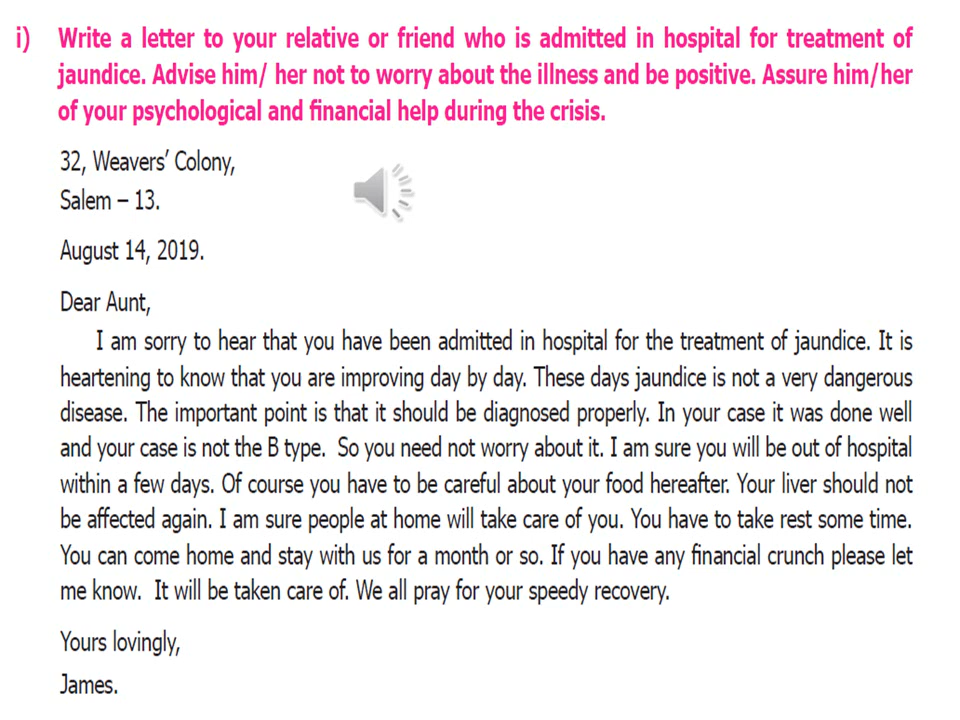 i) Write a letter to your relative or friend who is admitted in hospital for treatment of
jaundice. Advise him/ her not to worry about the illness and be positive. Assure him/her
of your psychological and financial help during the crisis.
32, Weavers' Colony,
Salem – 13.
August 14, 2019.
Dear Aunt,
I am sorry to hear that you have been admitted in hospital for the treatment of jaundice. It is
heartening to know that you are improving day by day. These days jaundice is not a very dangerous
disease. The important point is that it should be diagnosed properly. In your case it was done well
and your case is not the B type. So you need not worry about it. I am sure you will be out of hospital
within a few days. Of course you have to be careful about your food hereafter. Your liver should not
be affected again. I am sure people at home will take care of you. You have to take rest some time.
You can come home and stay with us for a month or so. If you have any financial crunch please let
me know. It will be taken care of. We all pray for your speedy recovery.
Yours lovingly,
James.